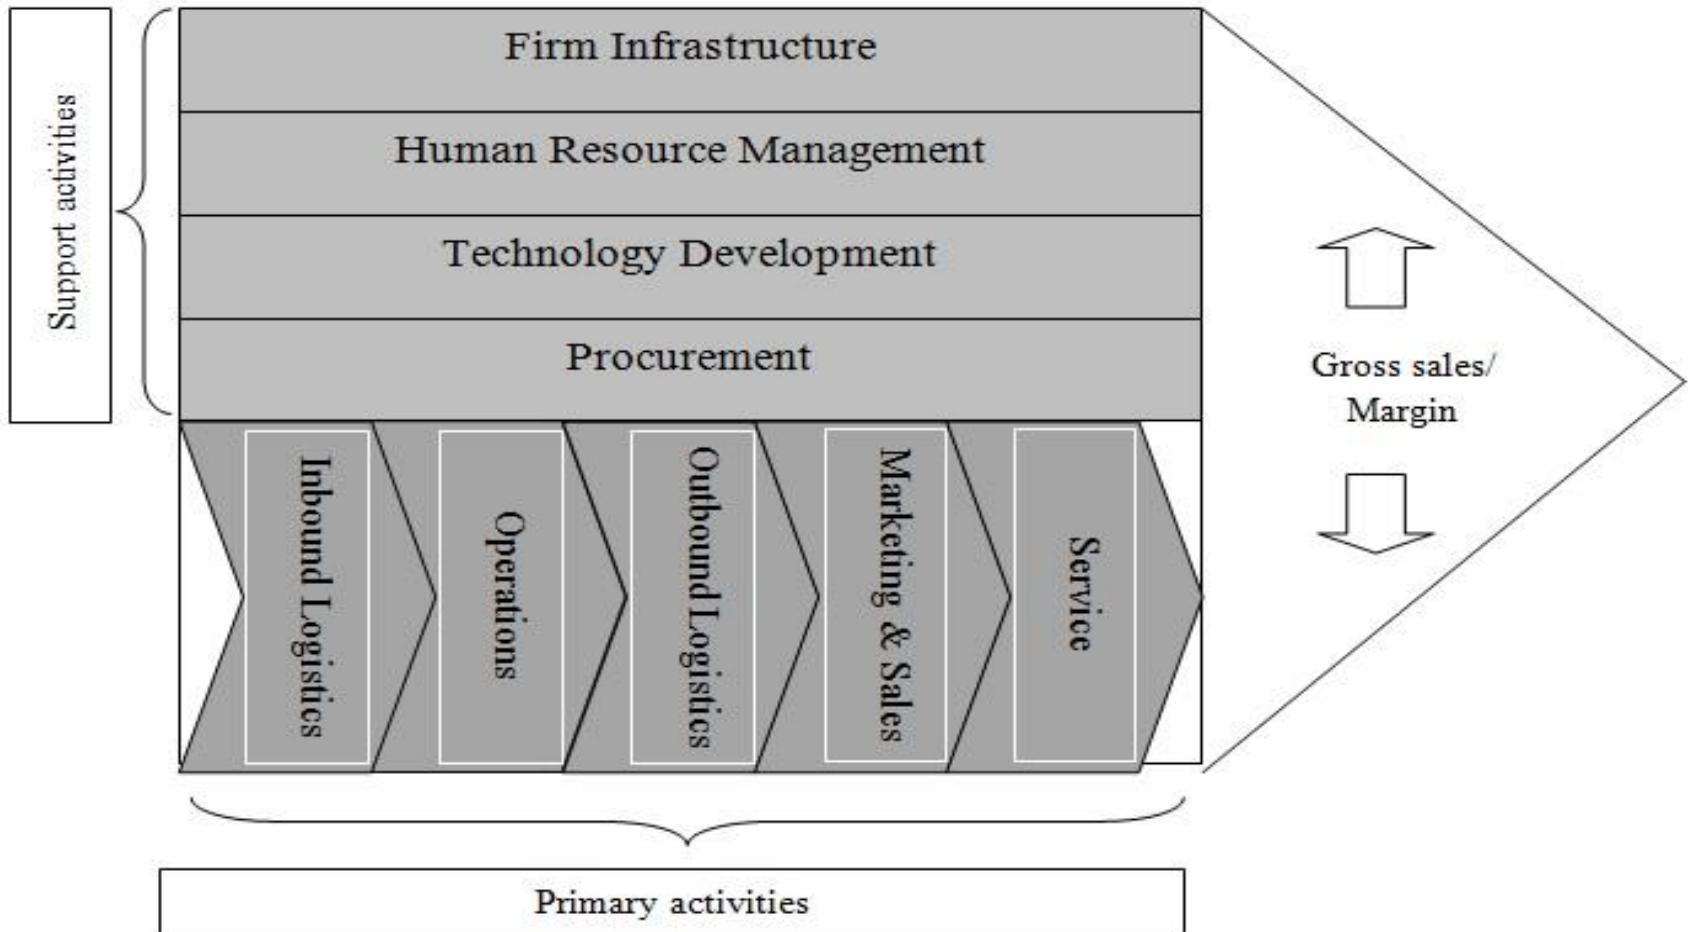 Support activities
Firm Infrastructure
Human Resource Management
Technology Development
Procurement
Inbound Logistics
Operations
Outbound Logistics
Marketing & Sales
Service
Gross sales/
Margin
Primary activities